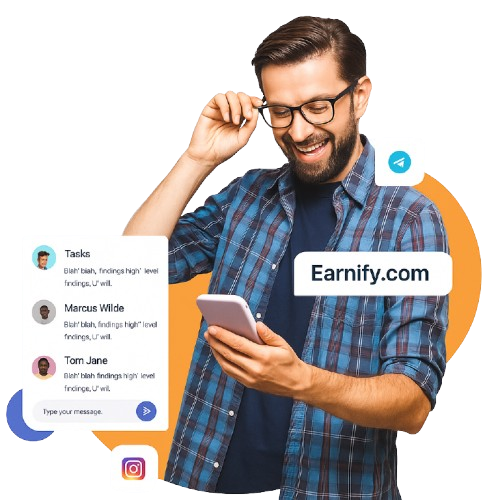 Earnify.com
Tasks
Blah' blah, findings high' level
findings, U' will.
Marcus Wilde
Blah' blah, findings high'' level
findings, U' will.
Tom Jane
Blah' blah findings high' level
findings, U' will.
Type your message.